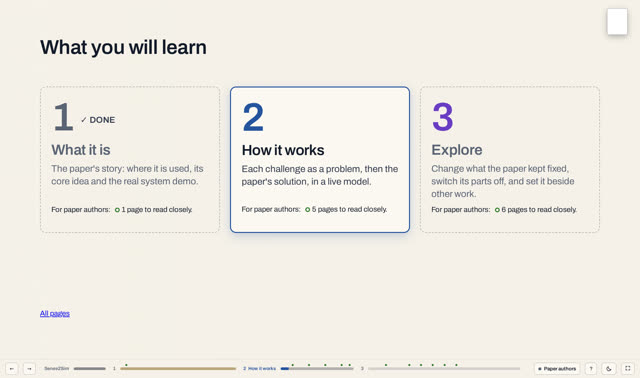 What you will learn
1 ✓ DONE
What it is
The paper's story: where it is used, its
core idea and the real system demo.
For paper authors: 1 page to read closely.
2
How it works
Each challenge as a problem, then the
paper's solution, in a live model.
For paper authors: 5 pages to read closely.
3
Explore
Change what the paper kept fixed,
switch its parts off, and set it beside
other work.
For paper authors: 6 pages to read closely.
All pages
← → Sense2Slim 1 2 How it works 3 Paper authors ?